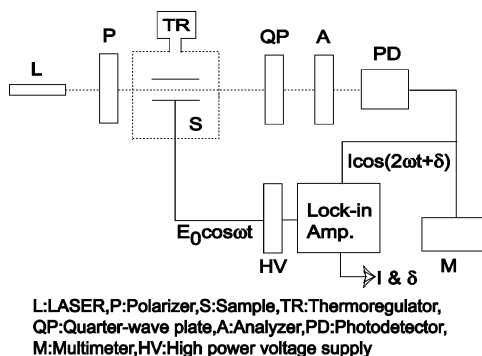 TR
P
QP
A
PD
L
S
Icos(2ωt+δ)
Lock-in
Amp.
E₀cosωt
HV
I & δ
M
L:LASER,P:Polarizer,S:Sample,TR:Thermoregulator,
QP:Quarter-wave plate,A:Analyzer,PD:Photodetector,
M:Multimeter,HV:High power voltage supply